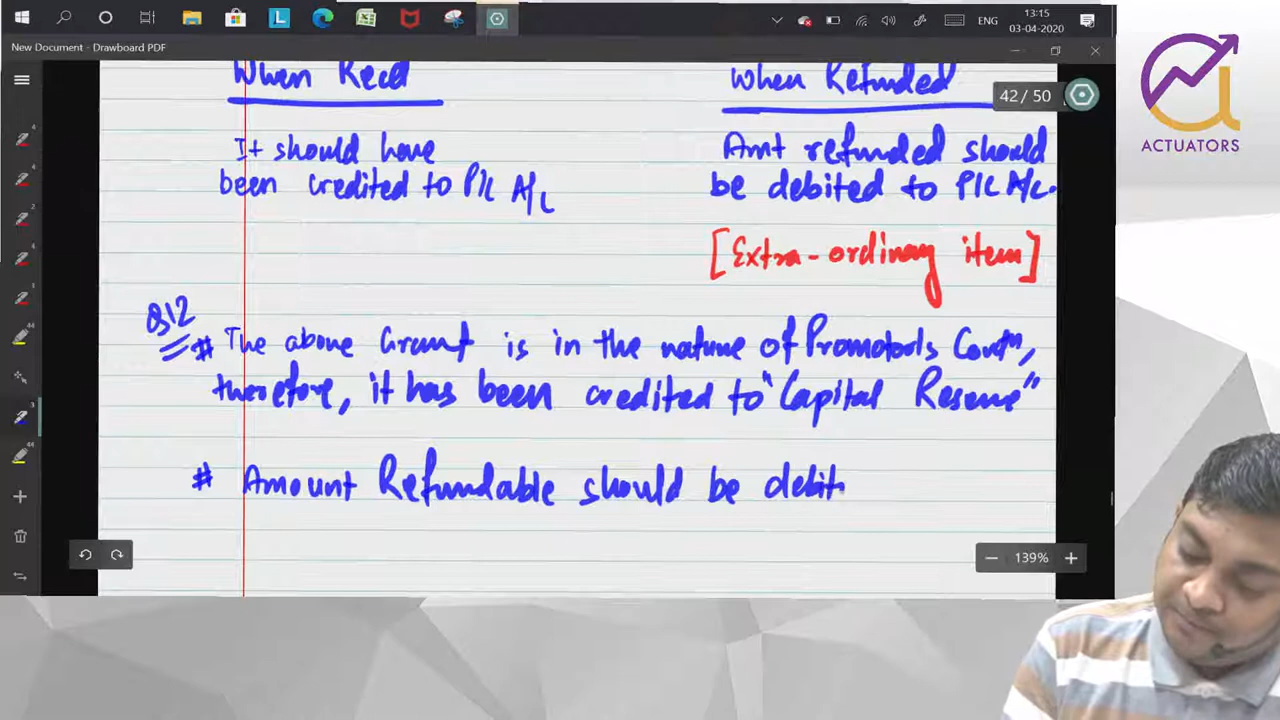 13:15
ENG
03-04-2020
New Document - Drawboard PDF
When Recd
When Refunded
42 / 50
ACTUATORS
It should have
been credited to P/L A/c
Amt refunded should
be debited to P/L A/c.
[Extra-ordinary item]
Q12
# The above Grant is in the nature of Promotors Contn,
therefore, it has been credited to "Capital Reserve"
# Amount Refundable should be debit
139%